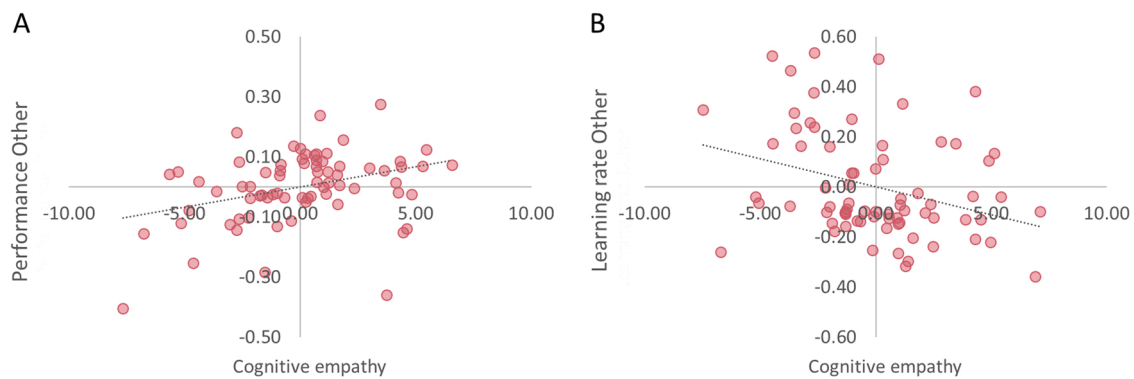 A
Performance Other
0.50
0.30
0.10
-0.10
-0.30
-0.50
-10.00 -5.00 0.00 5.00 10.00
Cognitive empathy
B
Learning rate Other
0.60
0.40
0.20
0.00
-0.20
-0.40
-0.60
-10.00 -5.00 0.00 5.00 10.00
Cognitive empathy